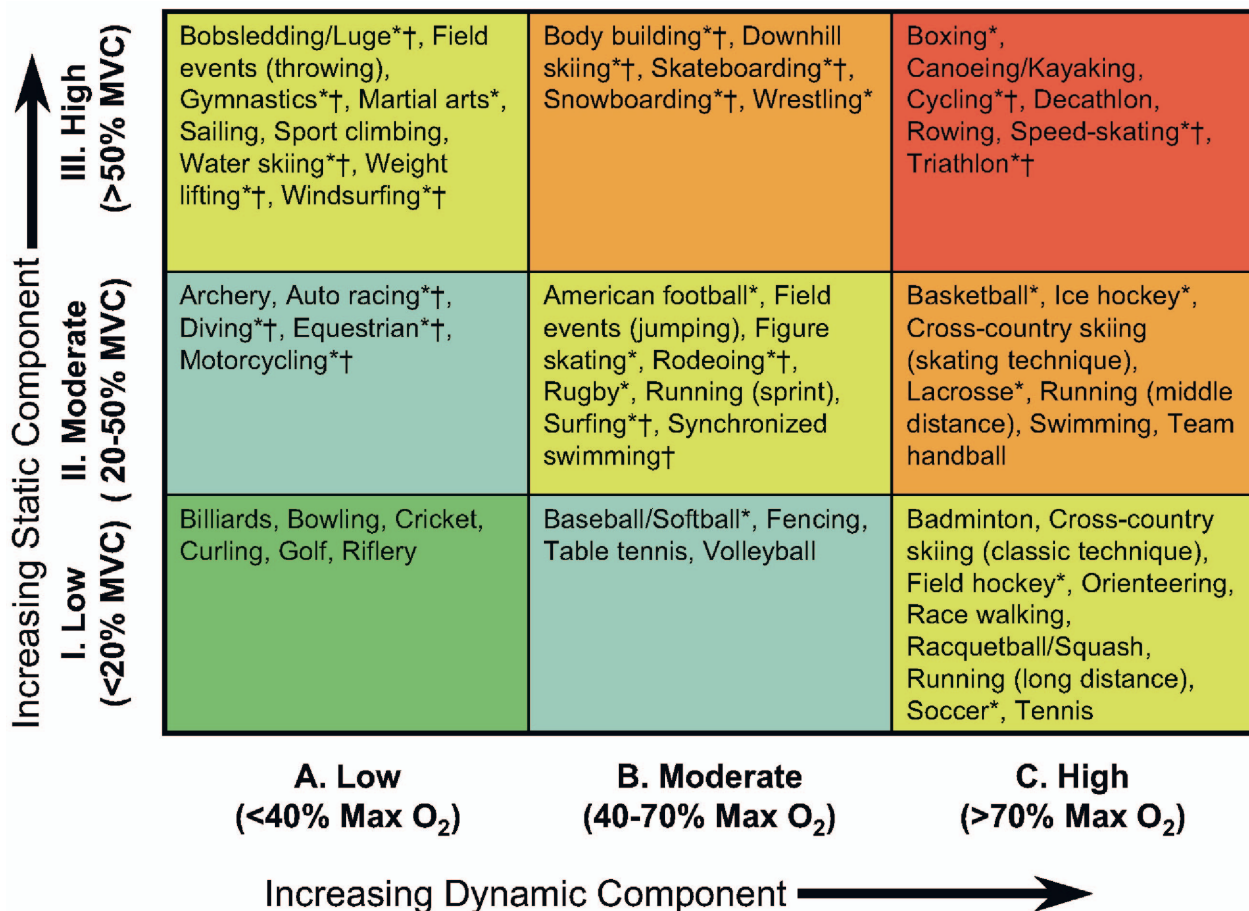 Increasing Static Component
III. High
(>50% MVC)
Bobsledding/Luge*†, Field
events (throwing),
Gymnastics*†, Martial arts*,
Sailing, Sport climbing,
Water skiing*†, Weight
lifting*†, Windsurfing*†
Body building*†, Downhill
skiing*†, Skateboarding*†,
Snowboarding*†, Wrestling*
Boxing*,
Canoeing/Kayaking,
Cycling*†, Decathlon,
Rowing, Speed-skating*†,
Triathlon*†
II. Moderate
( 20-50% MVC)
Archery, Auto racing*†,
Diving*†, Equestrian*†,
Motorcycling*†
American football*, Field
events (jumping), Figure
skating*, Rodeoing*†,
Rugby*, Running (sprint),
Surfing*†, Synchronized
swimming†
Basketball*, Ice hockey*,
Cross-country skiing
(skating technique),
Lacrosse*, Running (middle
distance), Swimming, Team
handball
I. Low
(<20% MVC)
Billiards, Bowling, Cricket,
Curling, Golf, Riflery
Baseball/Softball*, Fencing,
Table tennis, Volleyball
Badminton, Cross-country
skiing (classic technique),
Field hockey*, Orienteering,
Race walking,
Racquetball/Squash,
Running (long distance),
Soccer*, Tennis
A. Low
(<40% Max O₂)
B. Moderate
(40-70% Max O₂)
C. High
(>70% Max O₂)
Increasing Dynamic Component